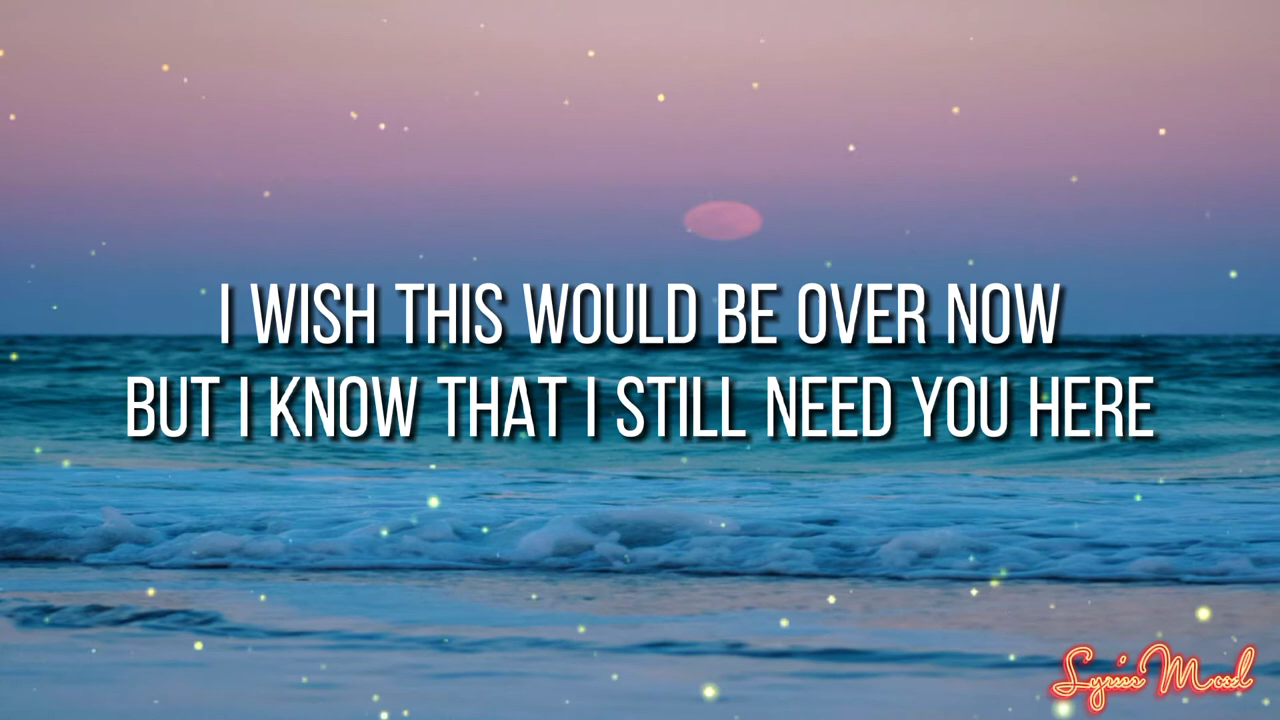 I WISH THIS WOULD BE OVER NOW
BUT I KNOW THAT I STILL NEED YOU HERE
Lyrics Mood